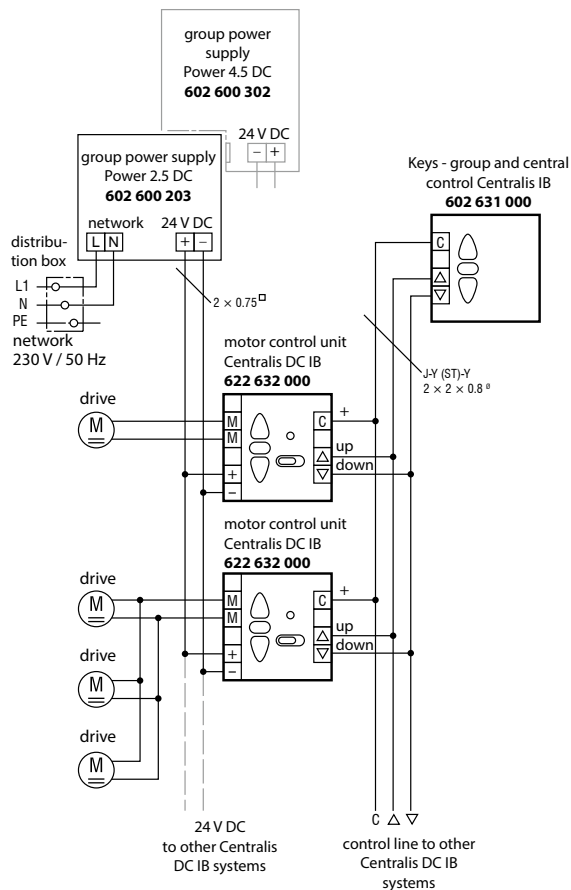 group power
supply
Power 4.5 DC
602 600 302
24 V DC
– +
group power supply
Power 2.5 DC
602 600 203
network 24 V DC
L N + –
Keys - group and central
control Centralis IB
602 631 000
C
distribu-
tion box
L1
N
PE
network
230 V / 50 Hz
2 × 0.75
J-Y (ST)-Y
2 × 2 × 0.8 ø
motor control unit
Centralis DC IB
622 632 000
drive
M
M
M
+
–
C
+
up
down
motor control unit
Centralis DC IB
622 632 000
drive
M
M
M
+
–
C
+
up
down
drive
M
drive
M
24 V DC
to other Centralis
DC IB systems
C △ ▽
control line to other
Centralis DC IB
systems